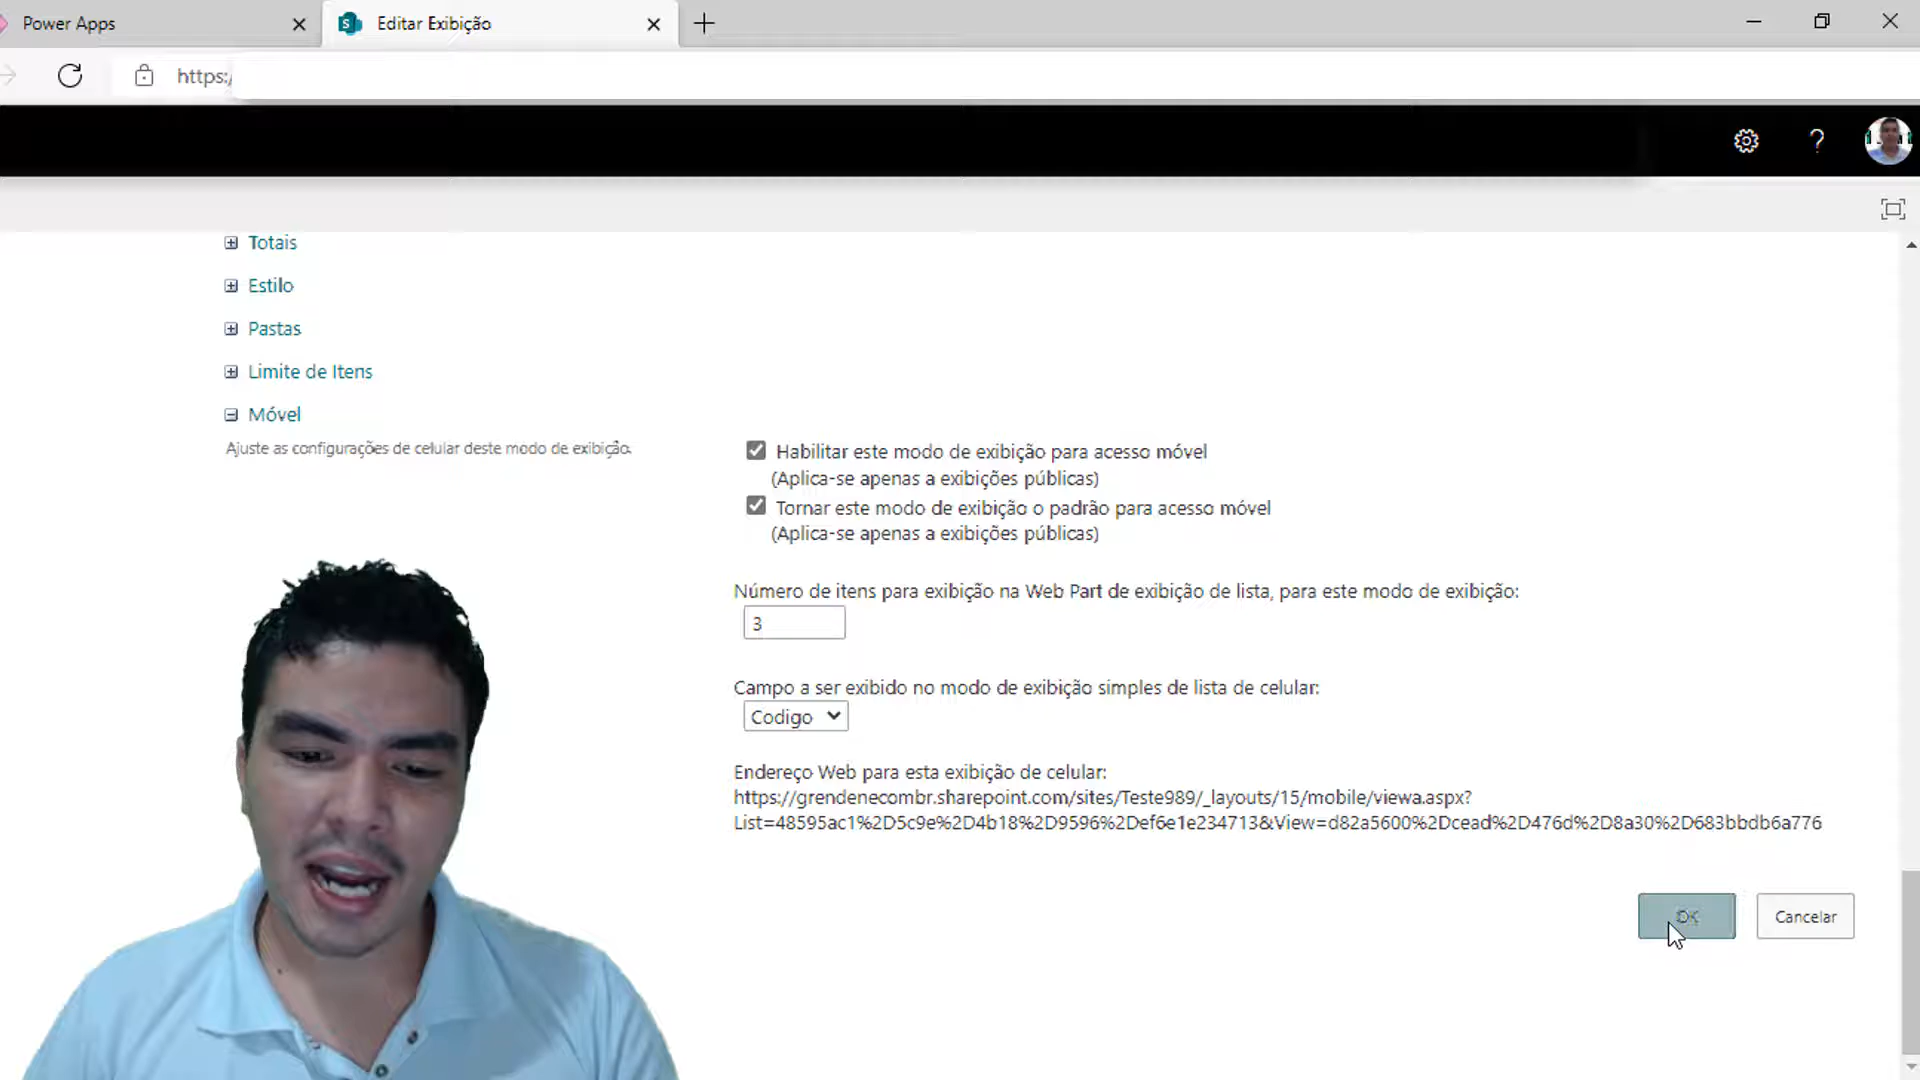 Power Apps
Editar Exibição
https:/
Totais
Estilo
Pastas
Limite de Itens
Móvel
Ajuste as configurações de celular deste modo de exibição.
Habilitar este modo de exibição para acesso móvel
(Aplica-se apenas a exibições públicas)
Tornar este modo de exibição o padrão para acesso móvel
(Aplica-se apenas a exibições públicas)
Número de itens para exibição na Web Part de exibição de lista, para este modo de exibição:
3
Campo a ser exibido no modo de exibição simples de lista de celular:
Codigo
Endereço Web para esta exibição de celular:
https://grendenecombr.sharepoint.com/sites/Teste989/_layouts/15/mobile/viewa.aspx?
List=48595ac1%2D5c9e%2D4b18%2D9596%2Def6e1e234713&View=d82a5600%2Dcead%2D476d%2D8a30%2D683bbdb6a776
OK
Cancelar